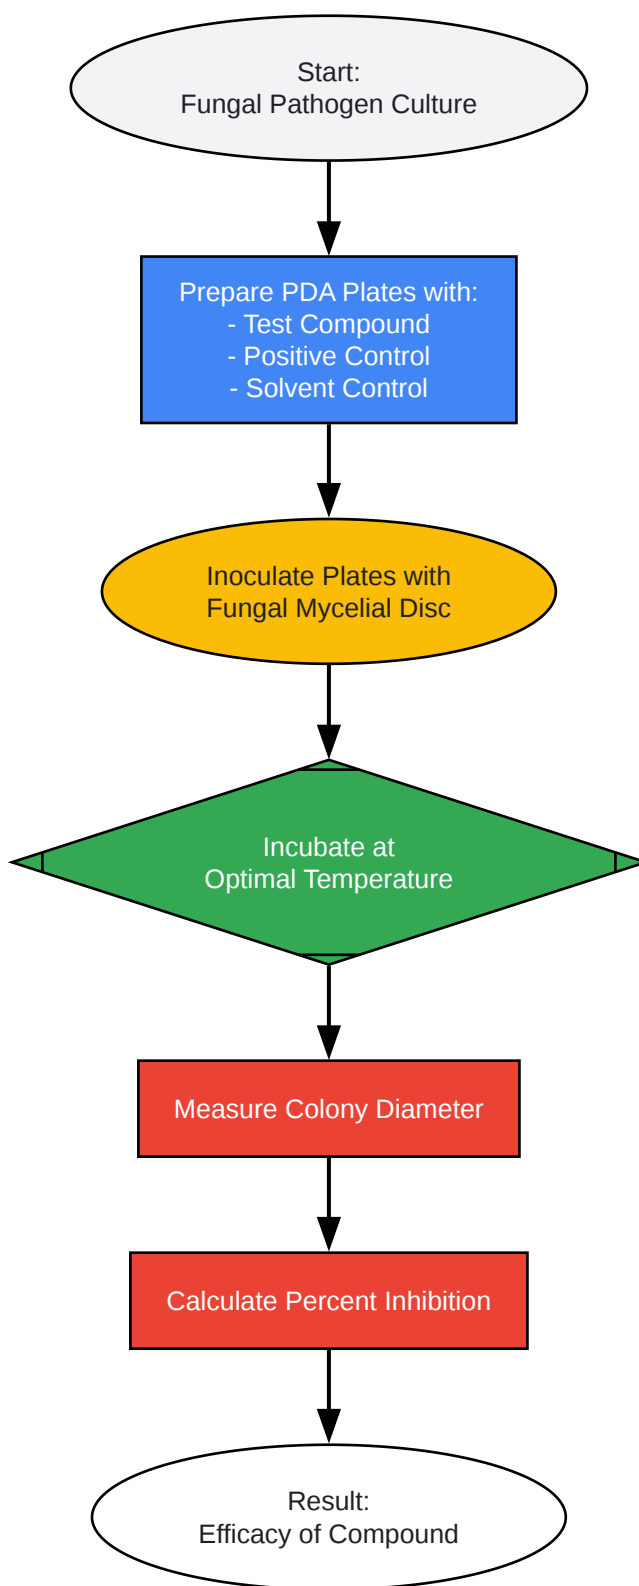 Start:
Fungal Pathogen Culture
Prepare PDA Plates with:
- Test Compound
- Positive Control
- Solvent Control
Inoculate Plates with
Fungal Mycelial Disc
Incubate at
Optimal Temperature
Measure Colony Diameter
Calculate Percent Inhibition
Result:
Efficacy of Compound